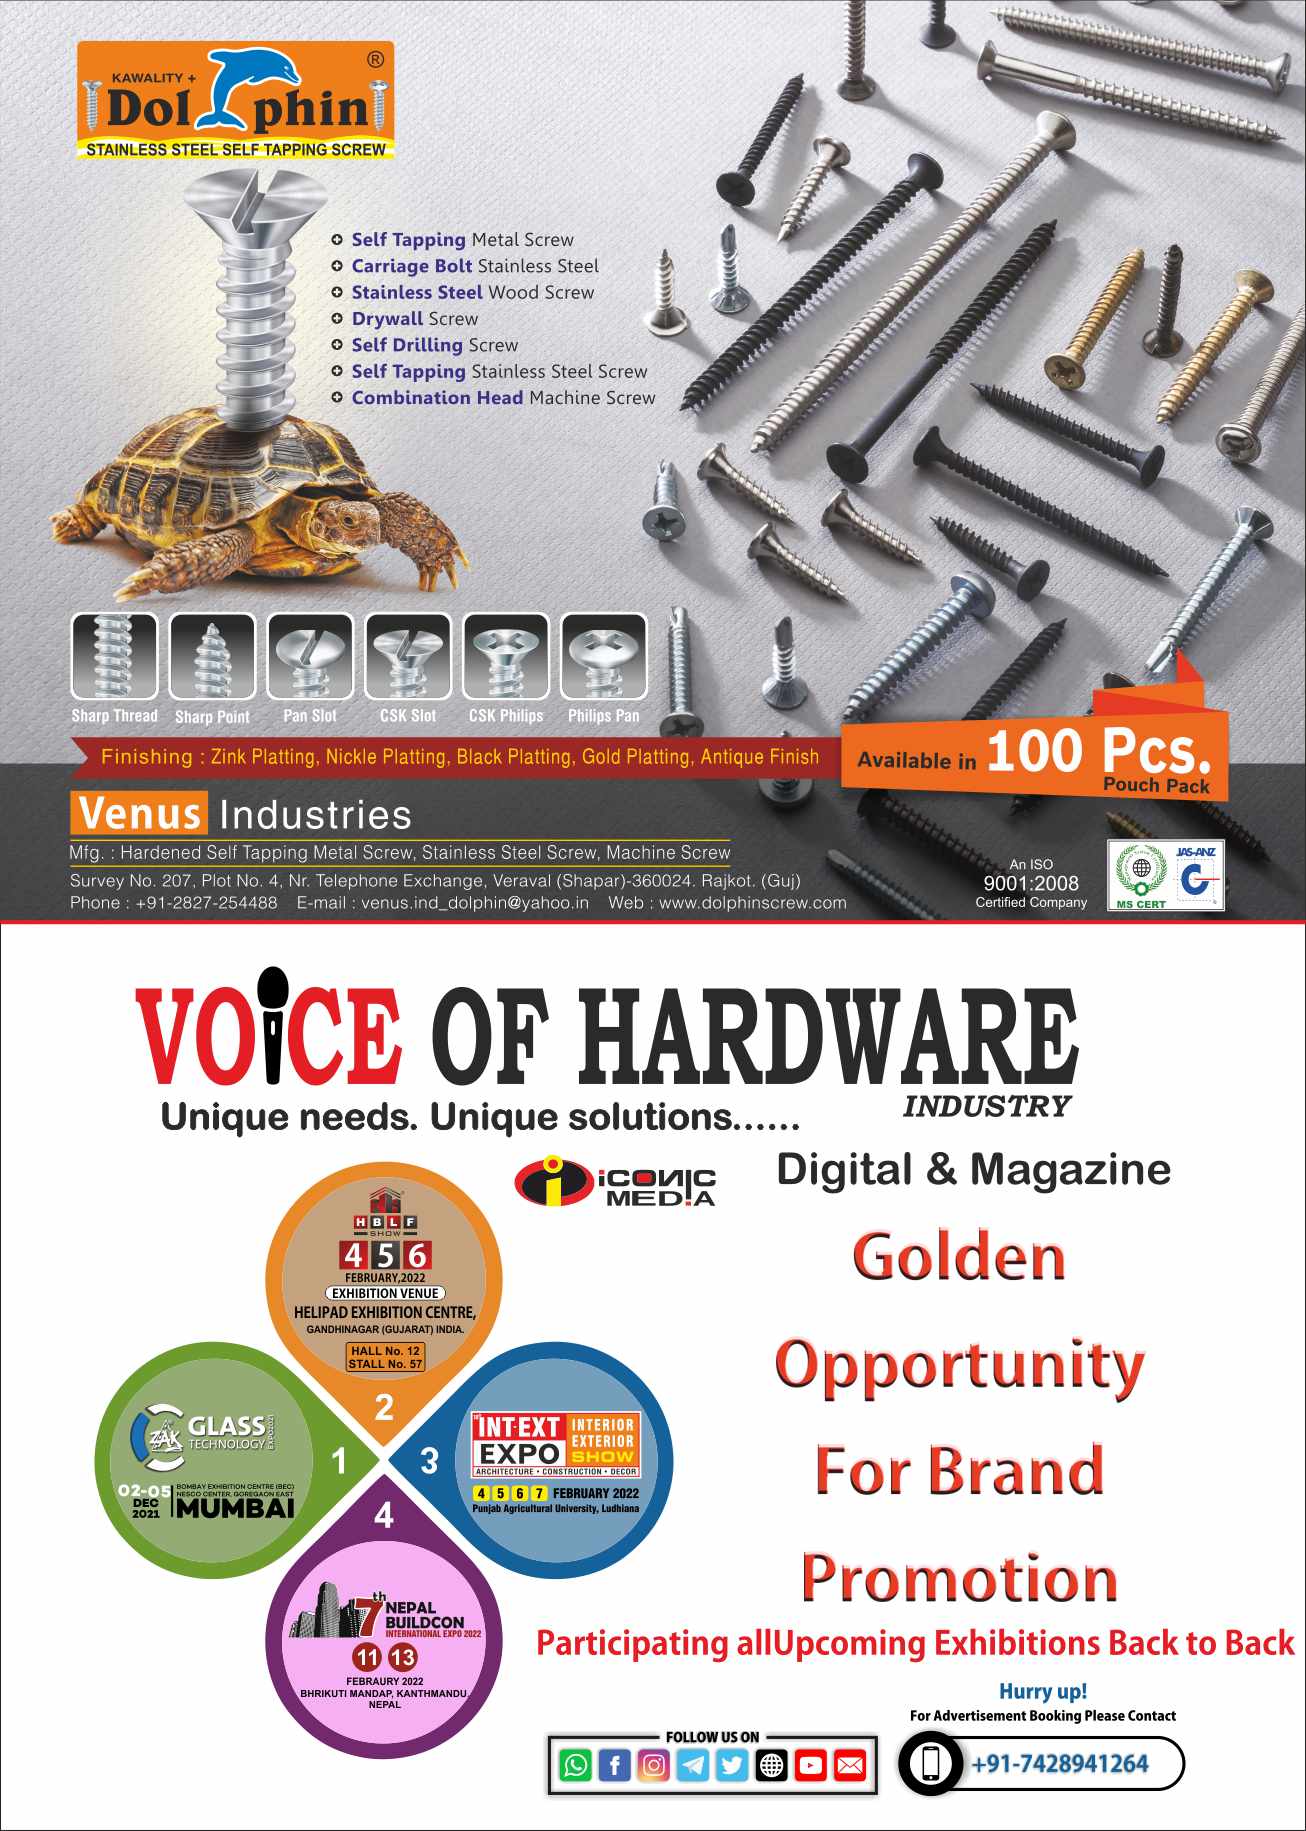 KAWALITY +
Dolphin
®
STAINLESS STEEL SELF TAPPING SCREW
Self Tapping Metal Screw
Carriage Bolt Stainless Steel
Stainless Steel Wood Screw
Drywall Screw
Self Drilling Screw
Self Tapping Stainless Steel Screw
Combination Head Machine Screw
Sharp Thread Sharp Point Pan Slot CSK Slot CSK Philips Philips Pan
Finishing : Zink Platting, Nickle Platting, Black Platting, Gold Platting, Antique Finish
Available in 100 Pcs.
Pouch Pack
Venus Industries
Mfg. : Hardened Self Tapping Metal Screw, Stainless Steel Screw, Machine Screw
Survey No. 207, Plot No. 4, Nr. Telephone Exchange, Veraval (Shapar)-360024. Rajkot. (Guj)
Phone : +91-2827-254488 E-mail : venus.ind_dolphin@yahoo.in Web : www.dolphinscrew.com
An ISO
9001:2008
Certified Company
MS CERT
JAS-ANZ
VOICE OF HARDWARE
INDUSTRY
Unique needs. Unique solutions......
iCONIC
MEDIA
Digital & Magazine
Golden
Opportunity
For Brand
Promotion
Participating allUpcoming Exhibitions Back to Back
HBLF
SHOW
4 5 6
FEBRUARY,2022
EXHIBITION VENUE
HELIPAD EXHIBITION CENTRE,
GANDHINAGAR (GUJARAT) INDIA.
HALL No. 12
STALL No. 57
2
ZAK
GLASS
TECHNOLOGY
EXPO2021
02-05
DEC
2021
BOMBAY EXHIBITION CENTRE (BEC)
NESCO CENTER, GOREGAON EAST
MUMBAI
1
3
INT-EXT
EXPO
INTERIOR
EXTERIOR
SHOW
ARCHITECTURE • CONSTRUCTION • DECOR
4 5 6 7 FEBRUARY 2022
Punjab Agricultural University, Ludhiana
4
7th NEPAL
BUILDCON
INTERNATIONAL EXPO 2022
11 13
FEBRAURY 2022
BHRIKUTI MANDAP, KANTHMANDU.
NEPAL
Hurry up!
For Advertisement Booking Please Contact
FOLLOW US ON
+91-7428941264